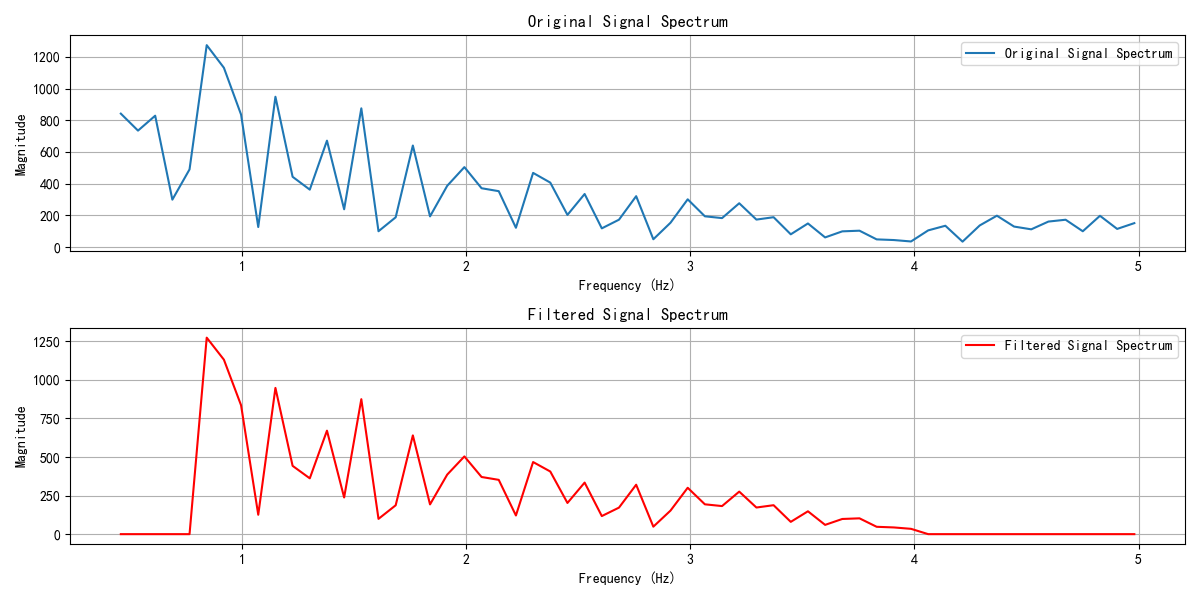 Original Signal Spectrum
Original Signal Spectrum
1200
1000
800
600
400
200
0
Magnitude
1 2 3 4 5
Frequency (Hz)
Filtered Signal Spectrum
Filtered Signal Spectrum
1250
1000
750
500
250
0
Magnitude
1 2 3 4 5
Frequency (Hz)